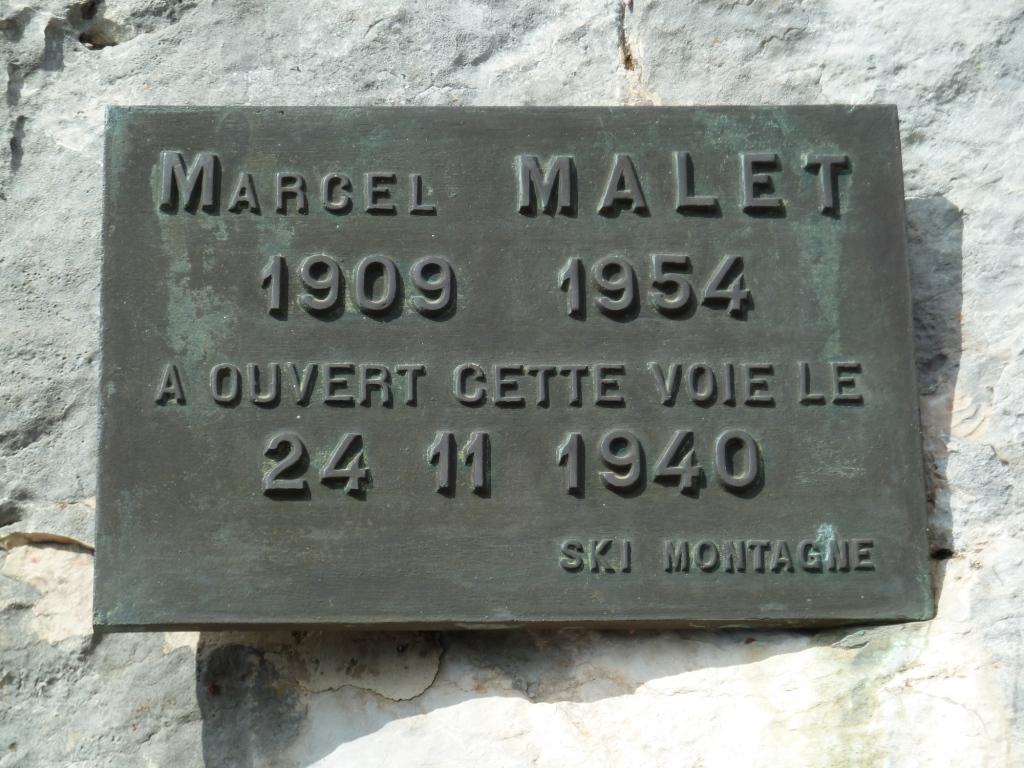 MARCEL MALET
1909 1954
A OUVERT CETTE VOIE LE
24 11 1940
SKI MONTAGNE